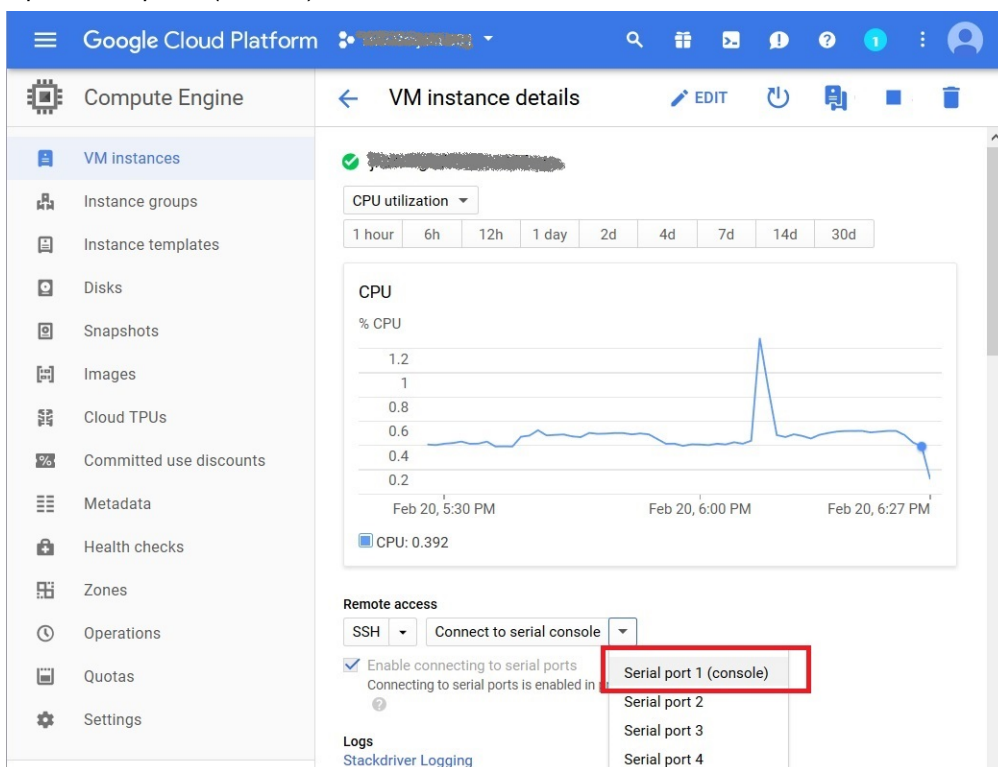 Google Cloud Platform
1
Compute Engine
VM instance details
EDIT
VM instances
Instance groups
Instance templates
Disks
Snapshots
Images
Cloud TPUs
% Committed use discounts
Metadata
Health checks
Zones
Operations
Quotas
Settings
CPU utilization
1 hour 6h 12h 1 day 2d 4d 7d 14d 30d
CPU
% CPU
1.2
1
0.8
0.6
0.4
0.2
Feb 20, 5:30 PM Feb 20, 6:00 PM Feb 20, 6:27 PM
CPU: 0.392
Remote access
SSH Connect to serial console
Enable connecting to serial ports
Connecting to serial ports is enabled in
Serial port 1 (console)
Serial port 2
Serial port 3
Serial port 4
Logs
Stackdriver Logging